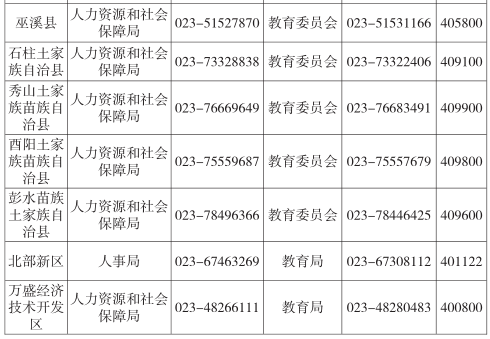 巫溪县 人力资源和社会保障局 023-51527870 教育委员会 023-51531166 405800
石柱土家族自治县 人力资源和社会保障局 023-73328838 教育委员会 023-73322406 409100
秀山土家族苗族自治县 人力资源和社会保障局 023-76669649 教育委员会 023-76683491 409900
酉阳土家族苗族自治县 人力资源和社会保障局 023-75559687 教育委员会 023-75557679 409800
彭水苗族土家族自治县 人力资源和社会保障局 023-78496366 教育委员会 023-78446425 409600
北部新区 人事局 023-67463269 教育局 023-67308112 401122
万盛经济技术开发区 人力资源和社会保障局 023-48266111 教育局 023-48280483 400800